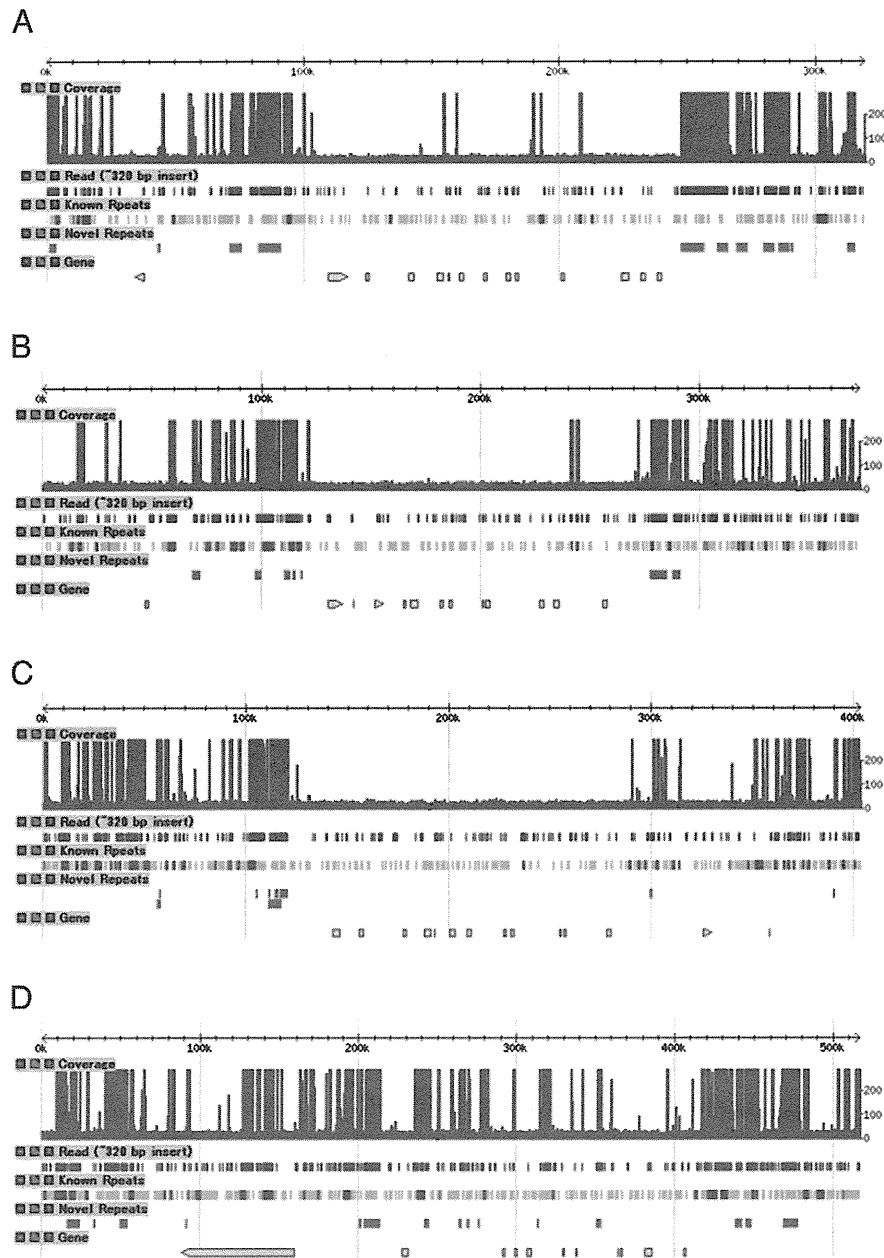 A
0k 100k 200k 300k
Coverage
200
100
0
Read (~320 bp insert)
Known Rpeats
Novel Repeats
Gene
B
0k 100k 200k 300k
Coverage
200
100
0
Read (~320 bp insert)
Known Rpeats
Novel Repeats
Gene
C
0k 100k 200k 300k 400k
Coverage
200
100
0
Read (~320 bp insert)
Known Rpeats
Novel Repeats
Gene
D
0k 100k 200k 300k 400k 500k
Coverage
200
100
0
Read (~320 bp insert)
Known Rpeats
Novel Repeats
Gene